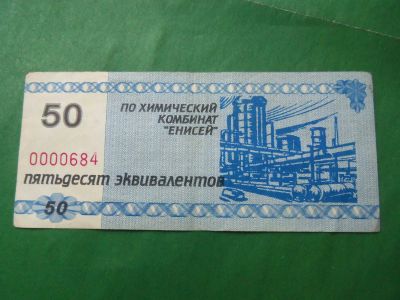 50
ПО ХИМИЧЕСКИЙ
КОМБИНАТ
"ЕНИСЕЙ"
0000684
ПЯТЬДЕСЯТ ЭКВИВАЛЕНТОВ
50